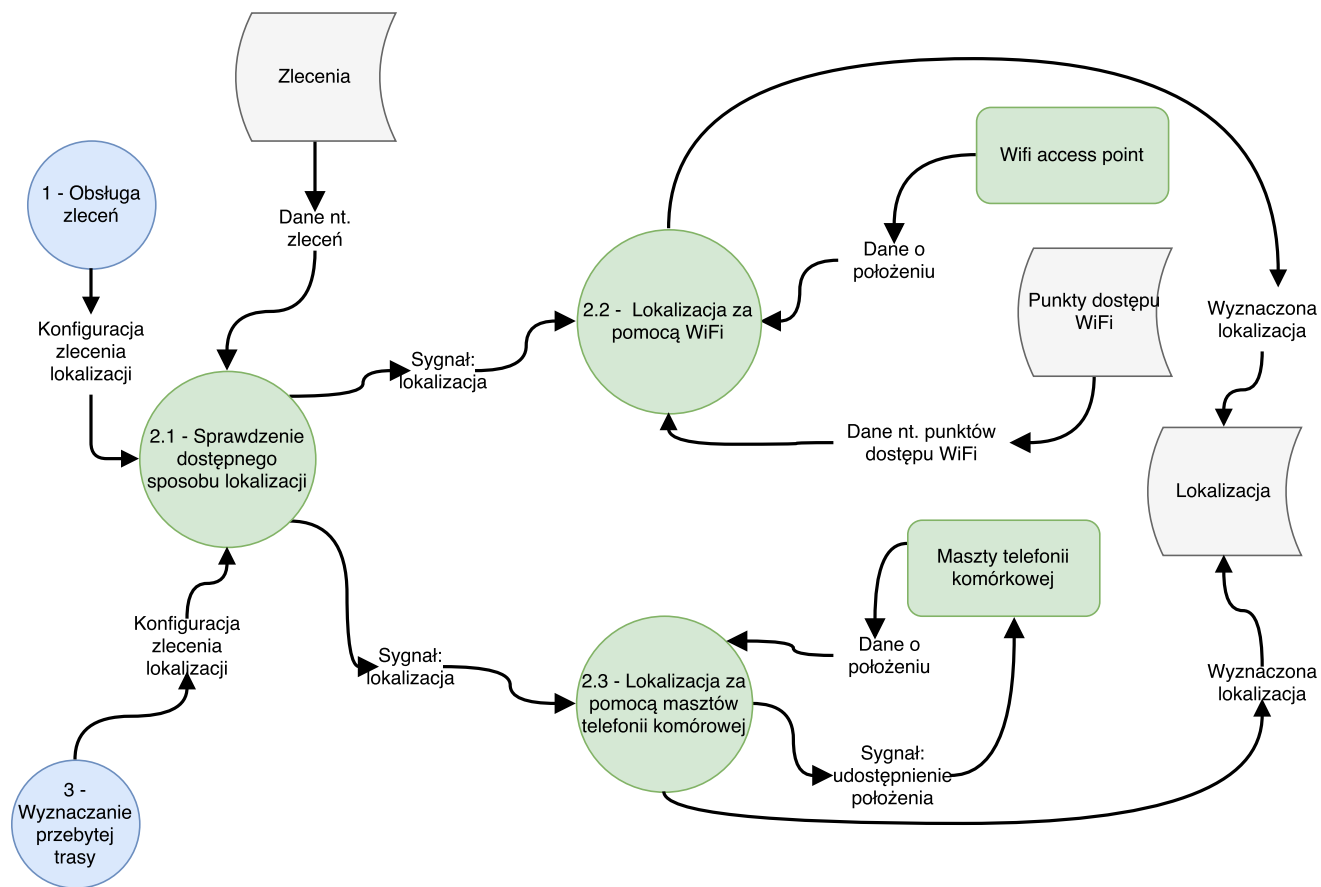 Zlecenia
1 - Obsługa
zleceń
Dane nt.
zleceń
Konfiguracja
zlecenia
lokalizacji
2.1 - Sprawdzenie
dostępnego
sposobu lokalizacji
Konfiguracja
zlecenia
lokalizacji
3 -
Wyznaczanie
przebytej
trasy
Sygnał:
lokalizacja
Sygnał:
lokalizacja
2.2 -  Lokalizacja za
pomocą WiFi
Wifi access point
Dane o
położeniu
Punkty dostępu
WiFi
Dane nt. punktów
dostępu WiFi
Wyznaczona
lokalizacja
Lokalizacja
Maszty telefonii
komórkowej
Dane o
położeniu
2.3 - Lokalizacja za
pomocą masztów
telefonii komórowej
Sygnał:
udostępnienie
położenia
Wyznaczona
lokalizacja